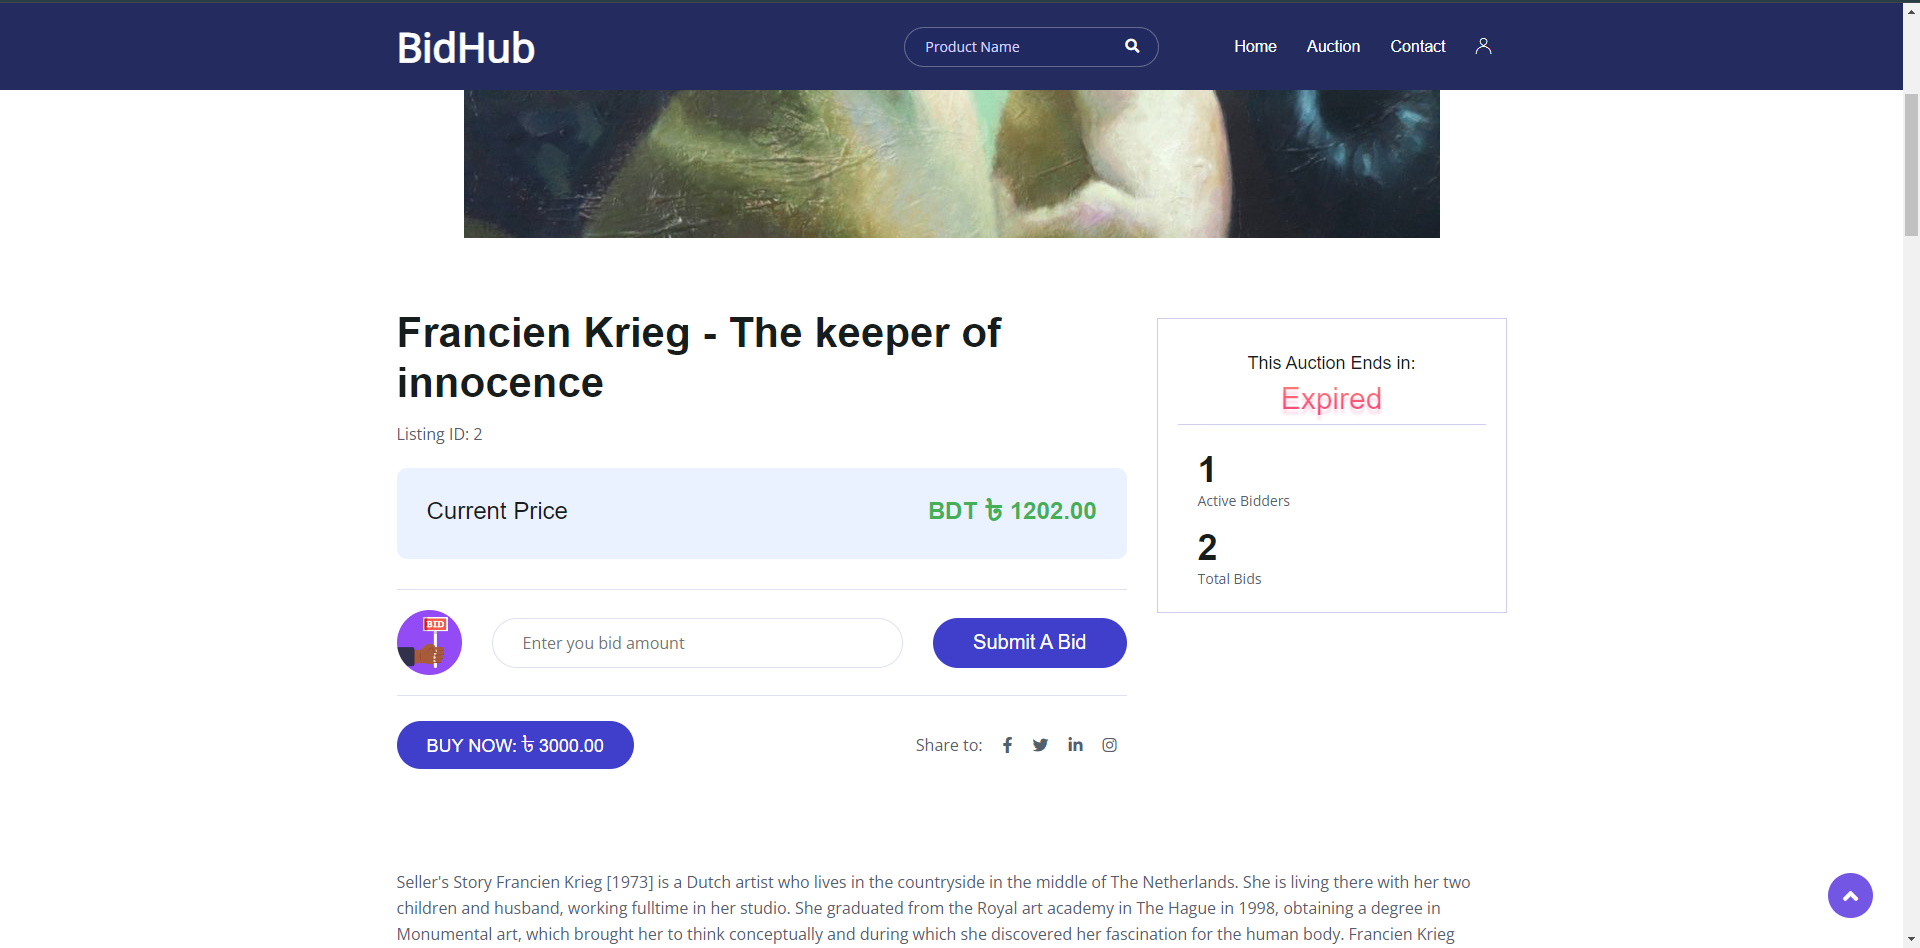 BidHub
Product Name
Home Auction Contact
Francien Krieg - The keeper of
innocence
Listing ID: 2
Current Price BDT ৳ 1202.00
BID
Enter you bid amount
Submit A Bid
BUY NOW: ৳ 3000.00
Share to:
This Auction Ends in:
Expired
1
Active Bidders
2
Total Bids
Seller's Story Francien Krieg [1973] is a Dutch artist who lives in the countryside in the middle of The Netherlands. She is living there with her two
children and husband, working fulltime in her studio. She graduated from the Royal art academy in The Hague in 1998, obtaining a degree in
Monumental art, which brought her to think conceptually and during which she discovered her fascination for the human body. Francien Krieg